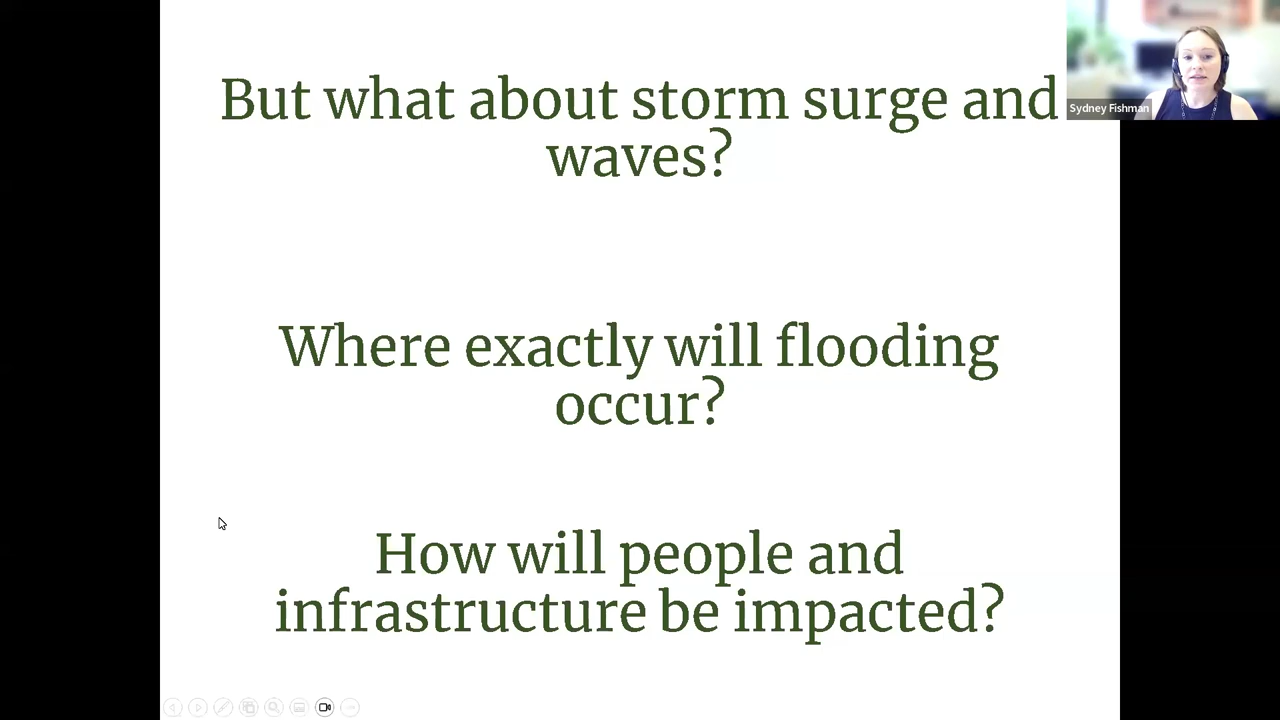 But what about storm surge and
waves?
Sydney Fishman
Where exactly will flooding
occur?
How will people and
infrastructure be impacted?